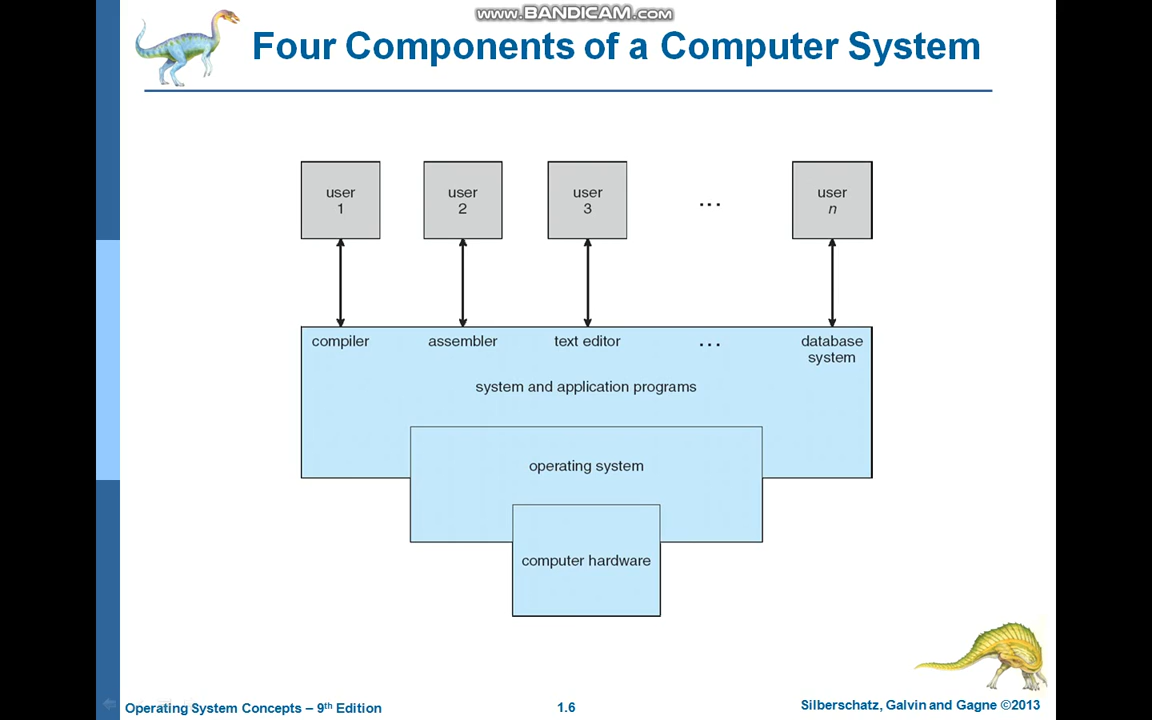 www.BANDICAM.com
Four Components of a Computer System
user
1
user
2
user
3
...
user
n
compiler
assembler
text editor
...
database
system
system and application programs
operating system
computer hardware
Operating System Concepts – 9th Edition
1.6
Silberschatz, Galvin and Gagne ©2013